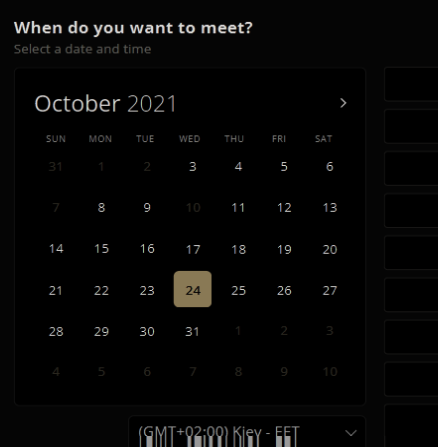 When do you want to meet?
Select a date and time
October 2021
SUN MON TUE WED THU FRI SAT
31 1 2 3 4 5 6
7 8 9 10 11 12 13
14 15 16 17 18 19 20
21 22 23 24 25 26 27
28 29 30 31 1 2 3
4 5 6 7 8 9 10
(GMT+02:00) Kiev - EET